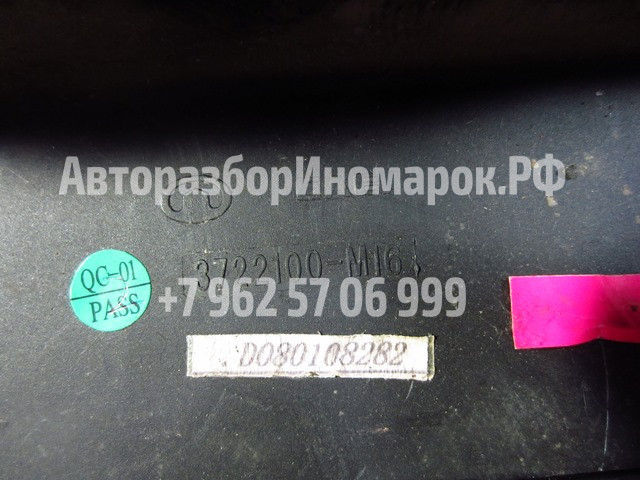 АвторазборИномарок.РФ
3722100-M16
QC-01
PASS
+7 962 57 06 999
D080108282